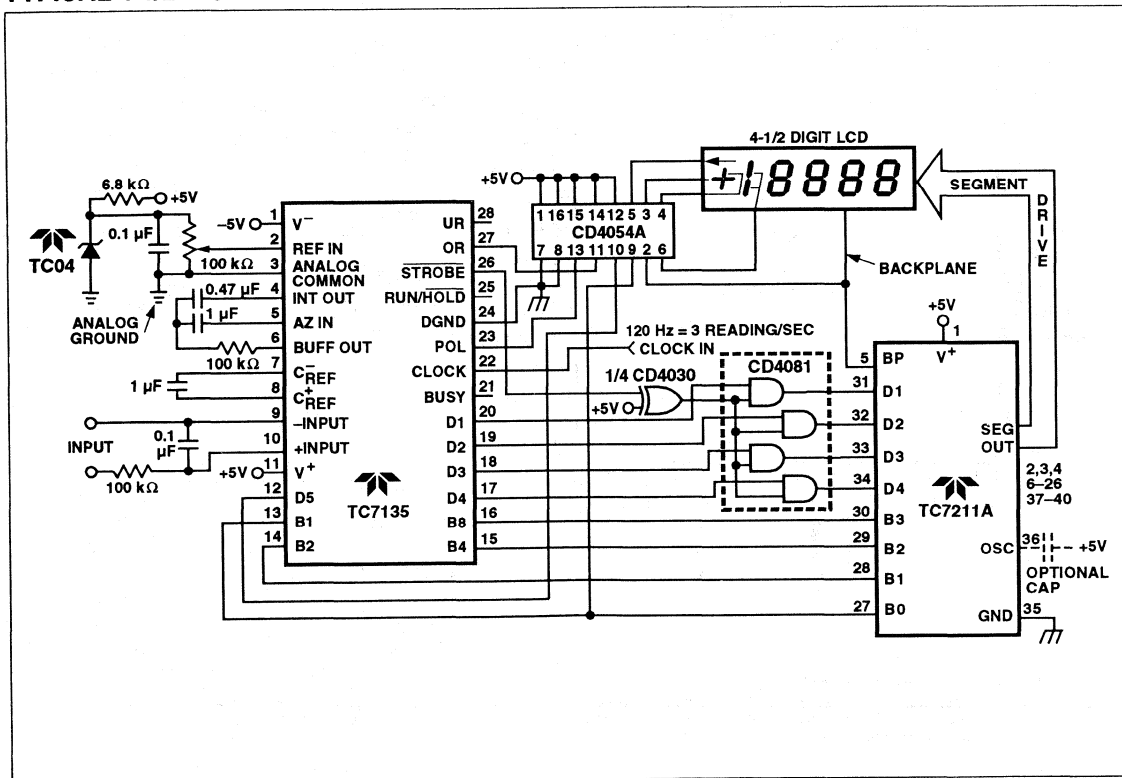 4-1/2 DIGIT LCD
+18888
SEGMENT
DRIVE
BACKPLANE
+5V
1 16 15 14 12 5 3 4
CD4054A
7 8 13 11 10 9 2 6
6.8 kΩ
+5V
TC04
0.1 µF
100 kΩ
ANALOG
GROUND
0.47 µF
1 µF
100 kΩ
1 µF
INPUT
0.1
µF
100 kΩ
–5V
+5V
1 V–
2 REF IN
3 ANALOG
COMMON
4 INT OUT
5 AZ IN
6 BUFF OUT
7 C–REF
8 C+REF
9 –INPUT
10 +INPUT
11 V+
12 D5
13 B1
14 B2
TC7135
UR 28
OR 27
STROBE 26
RUN/HOLD 25
DGND 24
POL 23
CLOCK 22
BUSY 21
D1 20
D2 19
D3 18
D4 17
B8 16
B4 15
120 Hz = 3 READING/SEC
CLOCK IN
1/4 CD4030
+5V
CD4081
+5V
1
V+
5 BP
31 D1
32 D2
33 D3
34 D4
30 B3
29 B2
28 B1
27 B0
TC7211A
SEG
OUT
2,3,4
6–26
37–40
OSC 36
+5V
OPTIONAL
CAP
GND 35